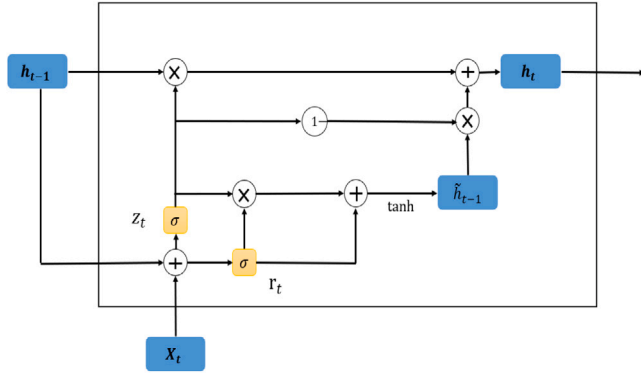 h_{t-1}
×
+
h_t
1−
×
×
+
tanh
h̃_{t-1}
z_t
σ
+
σ
r_t
X_t